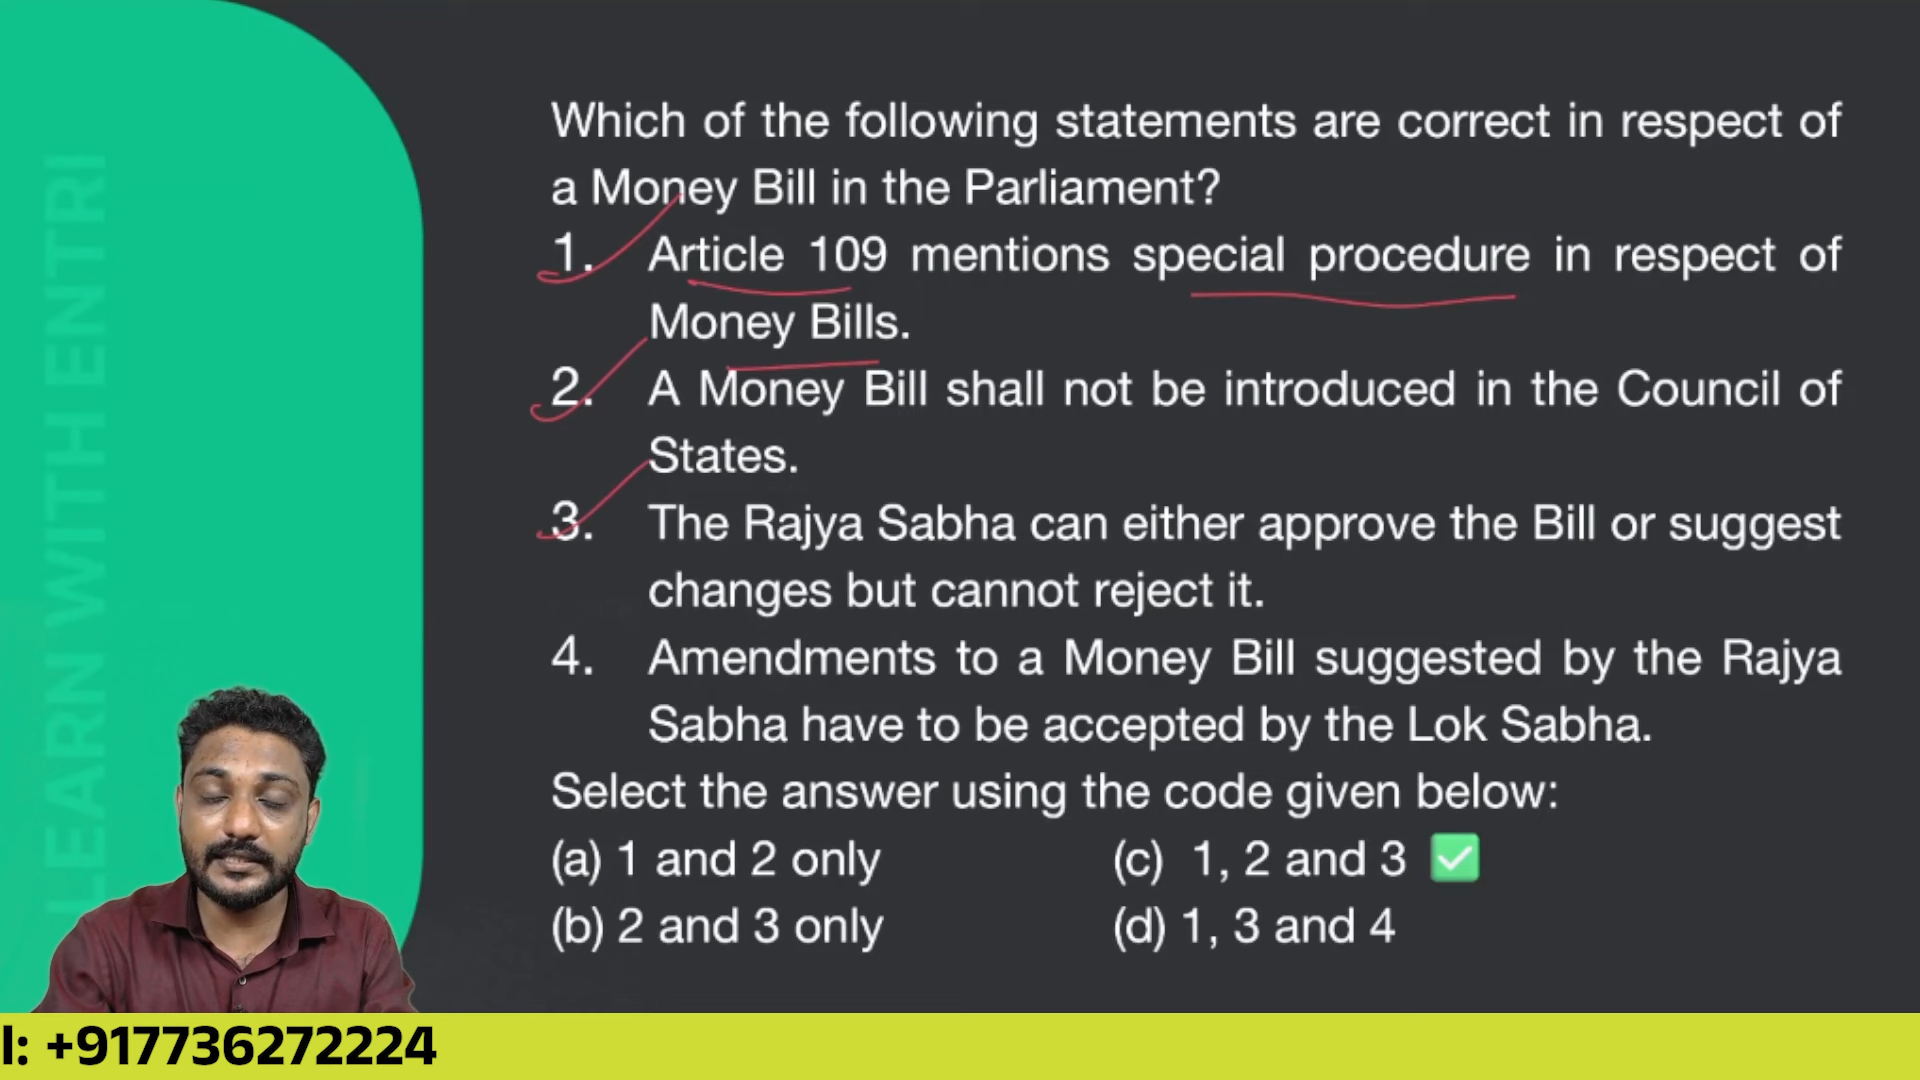 LEARN WITH ENTRI
Which of the following statements are correct in respect of
a Money Bill in the Parliament?
1. Article 109 mentions special procedure in respect of
Money Bills.
2. A Money Bill shall not be introduced in the Council of
States.
3. The Rajya Sabha can either approve the Bill or suggest
changes but cannot reject it.
4. Amendments to a Money Bill suggested by the Rajya
Sabha have to be accepted by the Lok Sabha.
Select the answer using the code given below:
(a) 1 and 2 only (c) 1, 2 and 3 ✅
(b) 2 and 3 only (d) 1, 3 and 4
l: +917736272224